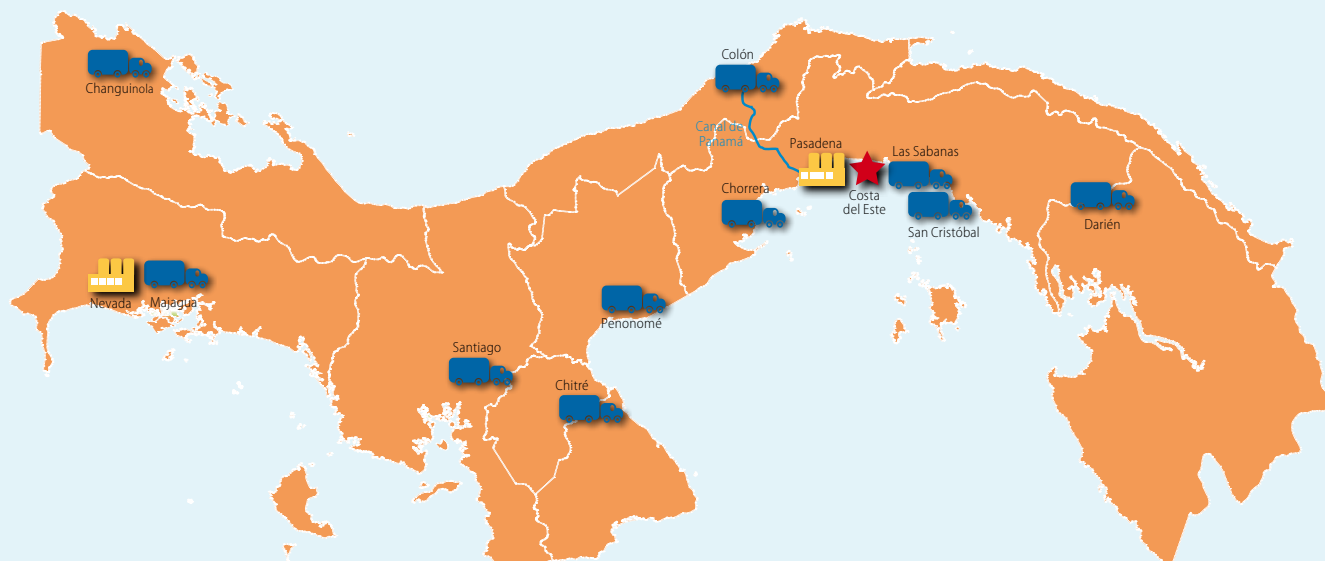 Colón
Changuinola
Canal de
Panamá
Pasadena
Las Sabanas
Chorrera
Costa
del Este
San Cristóbal
Darién
Nevada
Majagua
Penonomé
Santiago
Chitré